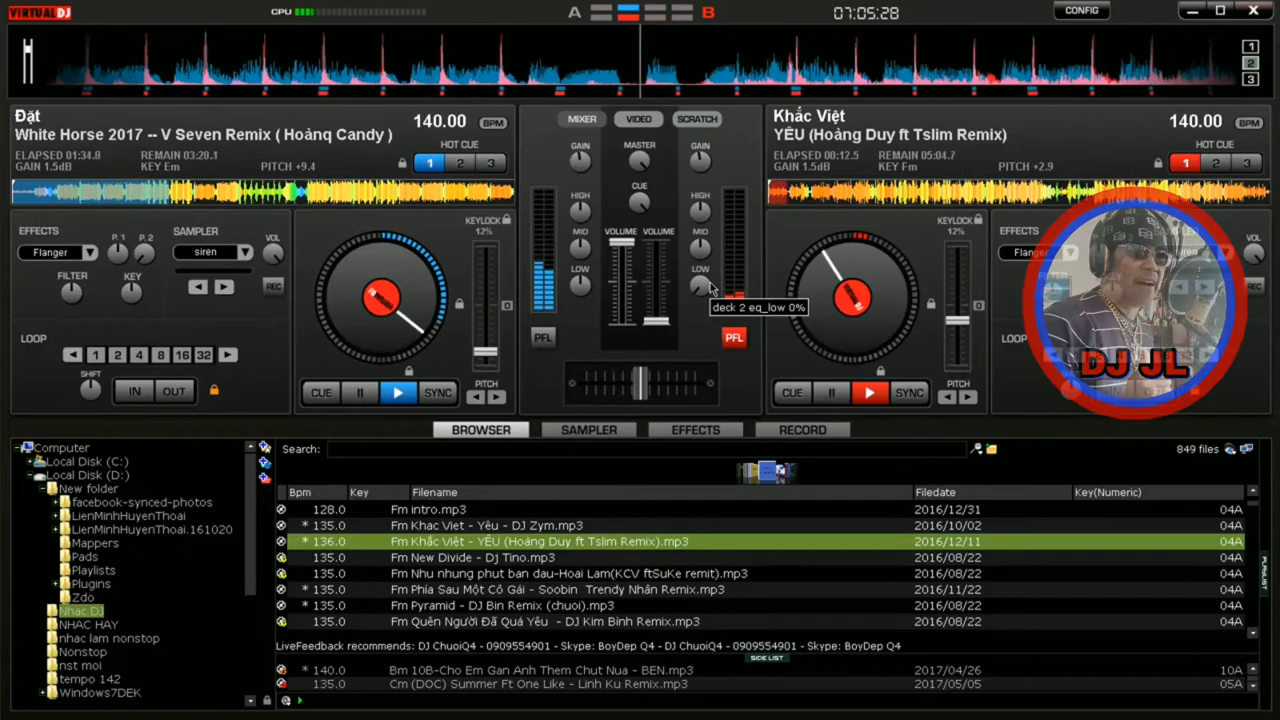 VIRTUAL DJ
CPU
A
B
07:05:28
CONFIG
1
2
3
Đặt
White Horse 2017 -- V Seven Remix ( Hoànq Candy )
140.00 BPM
ELAPSED 01:34.8 REMAIN 03:28.1
GAIN 1.5dB KEY Em PITCH +9.4
HOT CUE
1 2 3
MIXER VIDEO SCRATCH
GAIN MASTER GAIN
HIGH CUE HIGH
MID VOLUME VOLUME MID
LOW LOW
deck 2 eq_low 0%
PFL PFL
Khắc Việt
YÊU (Hoàng Duy ft Tslim Remix)
140.00 BPM
ELAPSED 00:12.5 REMAIN 05:04.7
GAIN 1.5dB KEY Fm PITCH +2.9
HOT CUE
1 2 3
EFFECTS SAMPLER
Flanger P.1 P.2 siren VOL
FILTER KEY REC
LOOP
1 2 4 8 16 32
SHIFT IN OUT
KEYLOCK
12%
CUE SYNC PITCH
KEYLOCK
12%
CUE SYNC PITCH
EFFECTS
Flanger
VOL
REC
LOOP
DJ JL
BROWSER SAMPLER EFFECTS RECORD
Computer
Local Disk (C:)
Local Disk (D:)
New folder
facebook-synced-photos
LienMinhHuyenThoai
LienMinhHuyenThoai.161020
Mappers
Pads
Playlists
Plugins
Zdo
Nhac DJ
NHAC HAY
nhac lam nonstop
Nonstop
nst moi
tempo 142
Windows7DEK
Search: 849 files
Bpm Key Filename Filedate Key(Numeric)
128.0 Fm intro.mp3 2016/12/31 04A
* 135.0 Fm Khac Viet - Yêu - DJ Zym.mp3 2016/10/02 04A
* 136.0 Fm Khắc Việt - YÊU (Hoàng Duy ft Tslim Remix).mp3 2016/12/11 04A
135.0 Fm New Divide - Dj Tino.mp3 2016/08/22 04A
135.0 Fm Nhu nhung phut ban dau-Hoai Lam(KCV ftSuKe remit).mp3 2016/08/22 04A
* 135.0 Fm Phía Sau Một Cô Gái - Soobin Trendy Nhân Remix.mp3 2016/11/22 04A
* 135.0 Fm Pyramid - DJ Bin Remix (chuoi).mp3 2016/08/22 04A
135.0 Fm Quên Người Đã Quá Yêu - DJ Kim Bính Remix.mp3 2016/08/22 04A
LiveFeedback recommends: DJ ChuoiQ4 - 0909554901 - Skype: BoyDep Q4 - 0909554901 - Skype: BoyDep Q4
SIDE LIST
* 140.0 Bm 10B-Cho Em Gan Anh Them Chut Nua - BEN.mp3 2017/04/26 10A
* 135.0 Cm (DOC) Summer Ft One Like - Linh Ku Remix.mp3 2017/05/05 05A
PLAYLIST